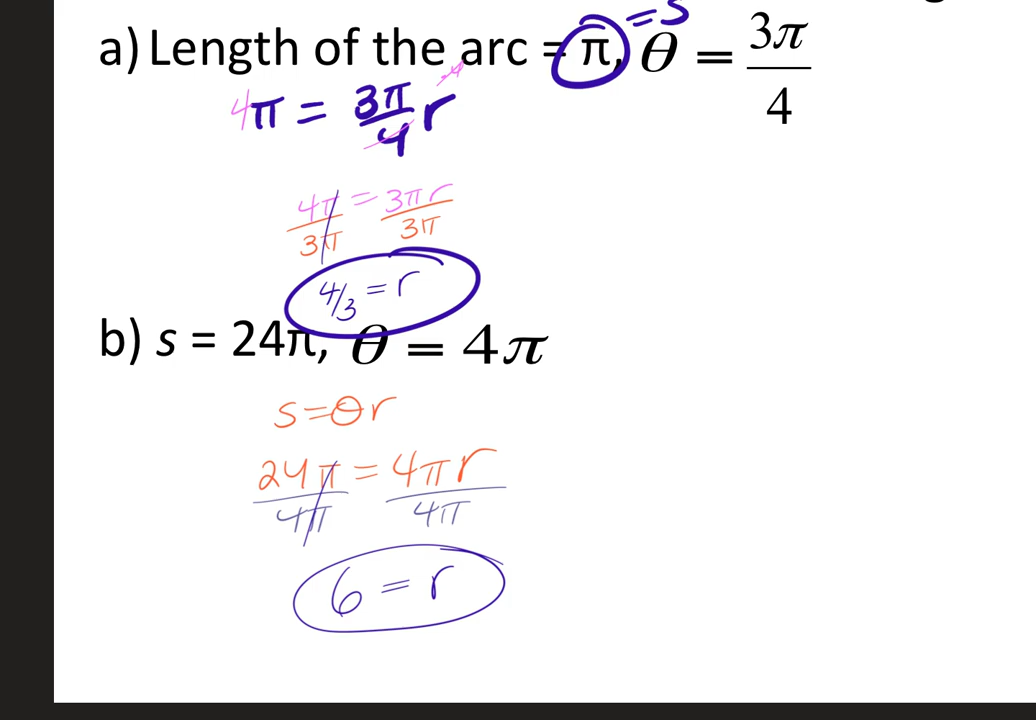 = S
a) Length of the arc = π, θ = 3π/4
4π = 3π/4 r ·4
4π/3π = 3πr/3π
4/3 = r
b) s = 24π, θ = 4π
s = θr
24π/4π = 4πr/4π
6 = r